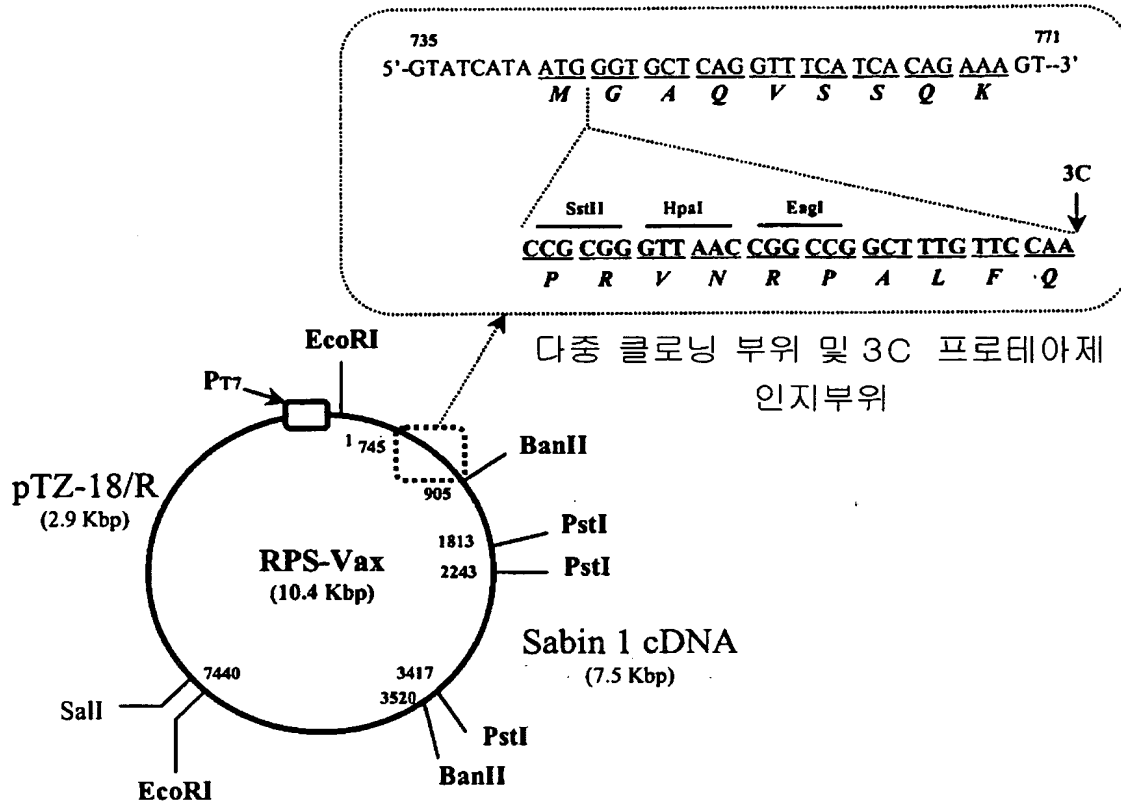 735 771
5'-GTATCATA ATG GGT GCT CAG GTT TCA TCA CAG AAA GT--3'
M G A Q V S S Q K
3C
SstII HpaI EagI
CCG CGG GTT AAC CGG CCG GCT TTG TTC CAA
P R V N R P A L F Q
다중 클로닝 부위 및 3C 프로테아제
인지부위
EcoRI
PT7
1
745
BanII
905
pTZ-18/R
(2.9 Kbp)
1813
PstI
RPS-Vax
2243
PstI
(10.4 Kbp)
Sabin 1 cDNA
(7.5 Kbp)
7440
3417
3520
SalI
PstI
BanII
EcoRI